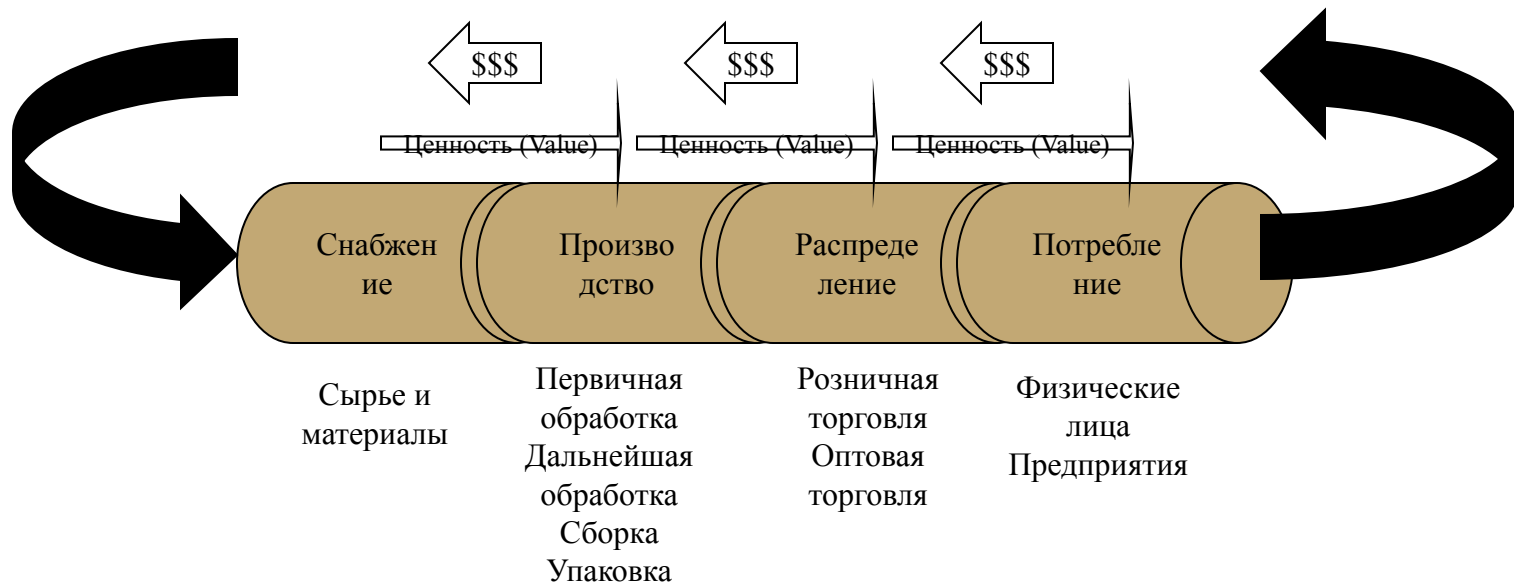 $$$
$$$
$$$
Ценность (Value)
Ценность (Value)
Ценность (Value)
Снабжен
ие
Произво
дство
Распреде
ление
Потребле
ние
Сырье и
материалы
Первичная
обработка
Дальнейшая
обработка
Сборка
Упаковка
Розничная
торговля
Оптовая
торговля
Физические
лица
Предприятия